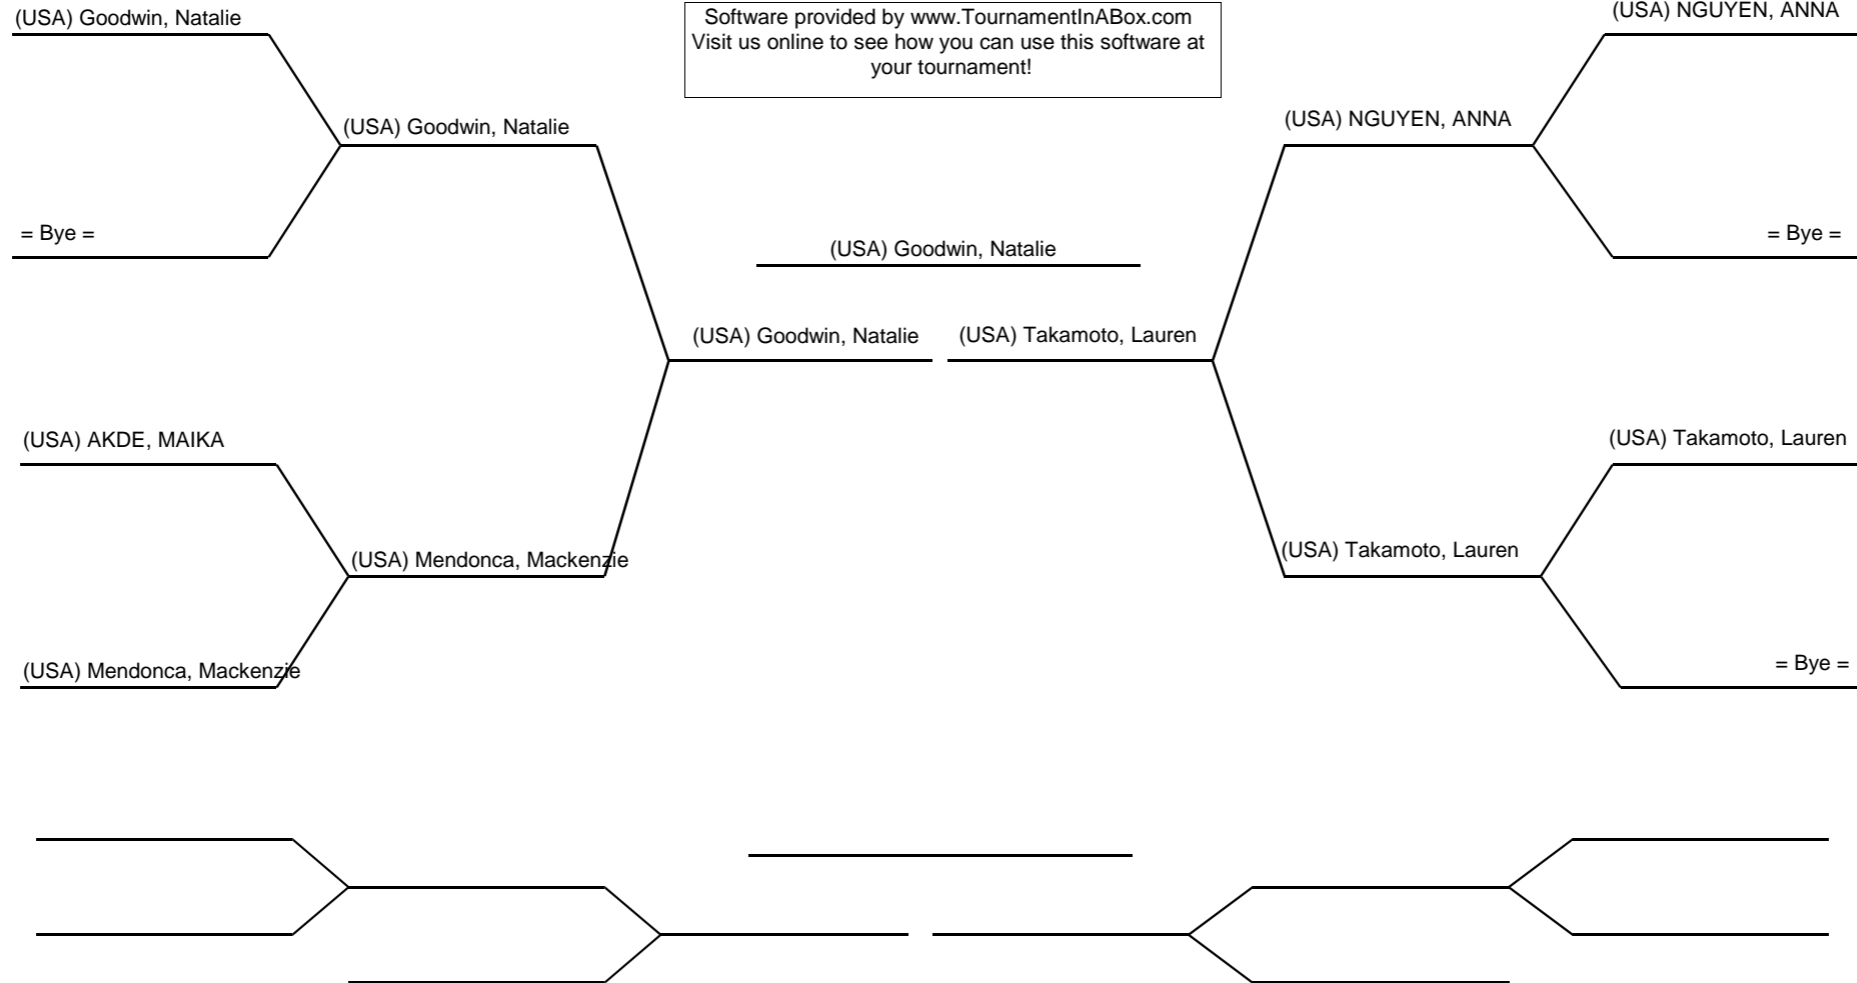 (USA) Goodwin, Natalie
Software provided by www.TournamentInABox.com
Visit us online to see how you can use this software at
your tournament!
(USA) NGUYEN, ANNA
(USA) Goodwin, Natalie
(USA) NGUYEN, ANNA
= Bye =
(USA) Goodwin, Natalie
= Bye =
(USA) Goodwin, Natalie
(USA) Takamoto, Lauren
(USA) AKDE, MAIKA
(USA) Takamoto, Lauren
(USA) Mendonca, Mackenzie
(USA) Takamoto, Lauren
(USA) Mendonca, Mackenzie
= Bye =